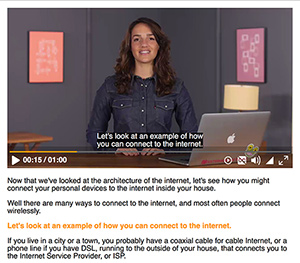 Let's look at an example of how
you can connect to the internet.
00:15 / 01:00
Now that we've looked at the architecture of the internet, let's see how you might
connect your personal devices to the internet inside your house.
Well there are many ways to connect to the internet, and most often people connect
wirelessly.
Let's look at an example of how you can connect to the internet.
If you live in a city or a town, you probably have a coaxial cable for cable Internet, or a
phone line if you have DSL, running to the outside of your house, that connects you to
the Internet Service Provider, or ISP.